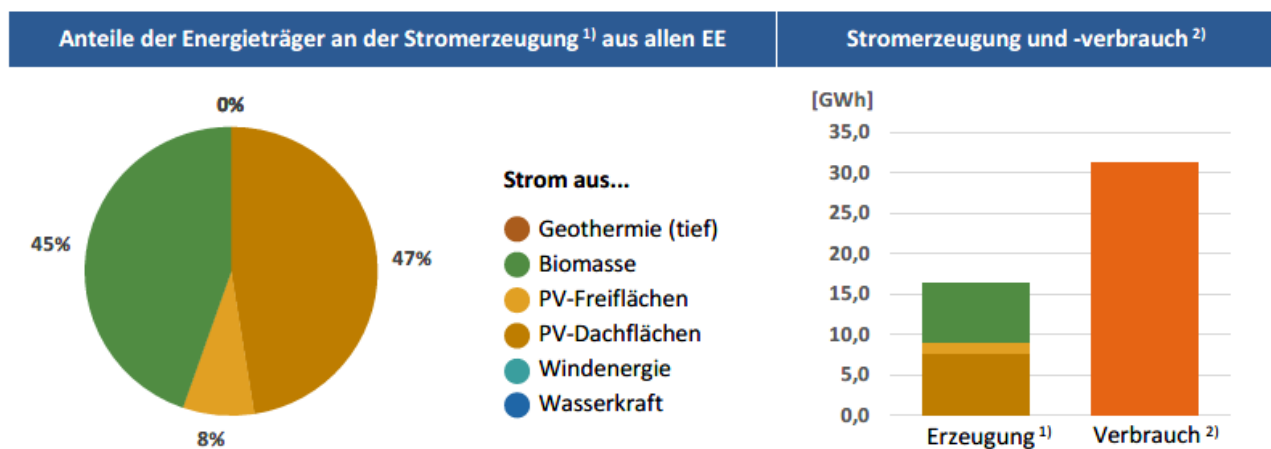 Anteile der Energieträger an der Stromerzeugung 1) aus allen EE
Stromerzeugung und -verbrauch 2)
0%
45%
47%
8%
Strom aus...
Geothermie (tief)
Biomasse
PV-Freiflächen
PV-Dachflächen
Windenergie
Wasserkraft
[GWh]
35,0
30,0
25,0
20,0
15,0
10,0
5,0
0,0
Erzeugung 1)
Verbrauch 2)